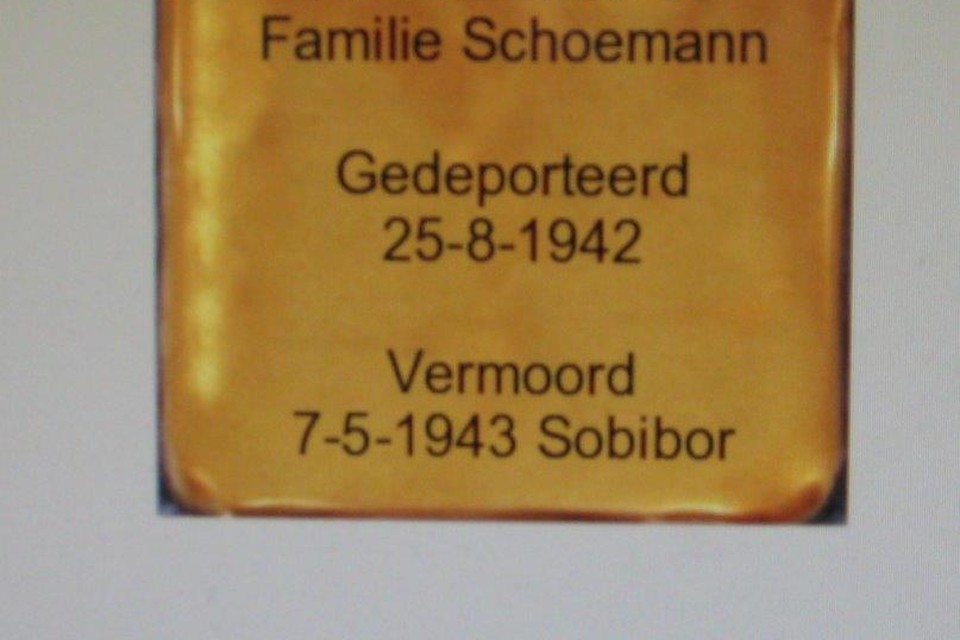 Familie Schoemann
Gedeporteerd
25-8-1942
Vermoord
7-5-1943 Sobibor